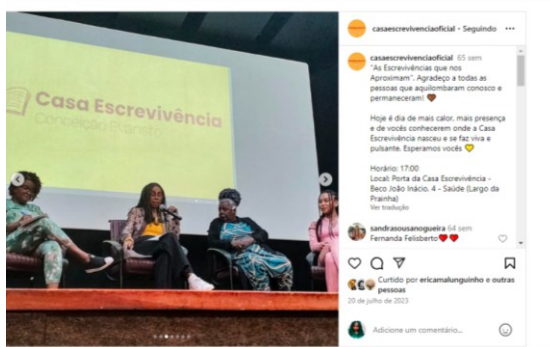 Casa Escrevivência
Conceição Evaristo
casaescrevivenciaoficial • Seguindo
casaescrevivenciaoficial 65 sem
"As Escrevivências que nos
Aproximam". Agradeço a todas as
pessoas que aquilombaram conosco e
permaneceram! 🤎
Hoje é dia de mais calor, mais presença
e de vocês conhecerem onde a Casa
Escrevivência nasceu e se faz viva e
pulsante. Esperamos vocês 💛
Horário: 17:00
Local: Porta da Casa Escrevivência -
Beco João Inácio, 4 - Saúde (Largo da
Prainha)
Ver tradução
sandrasousanogueira 64 sem
Fernanda Felisberto❤❤
Curtido por ericamalunguinho e outras
pessoas
20 de julho de 2023
Adicione um comentário...